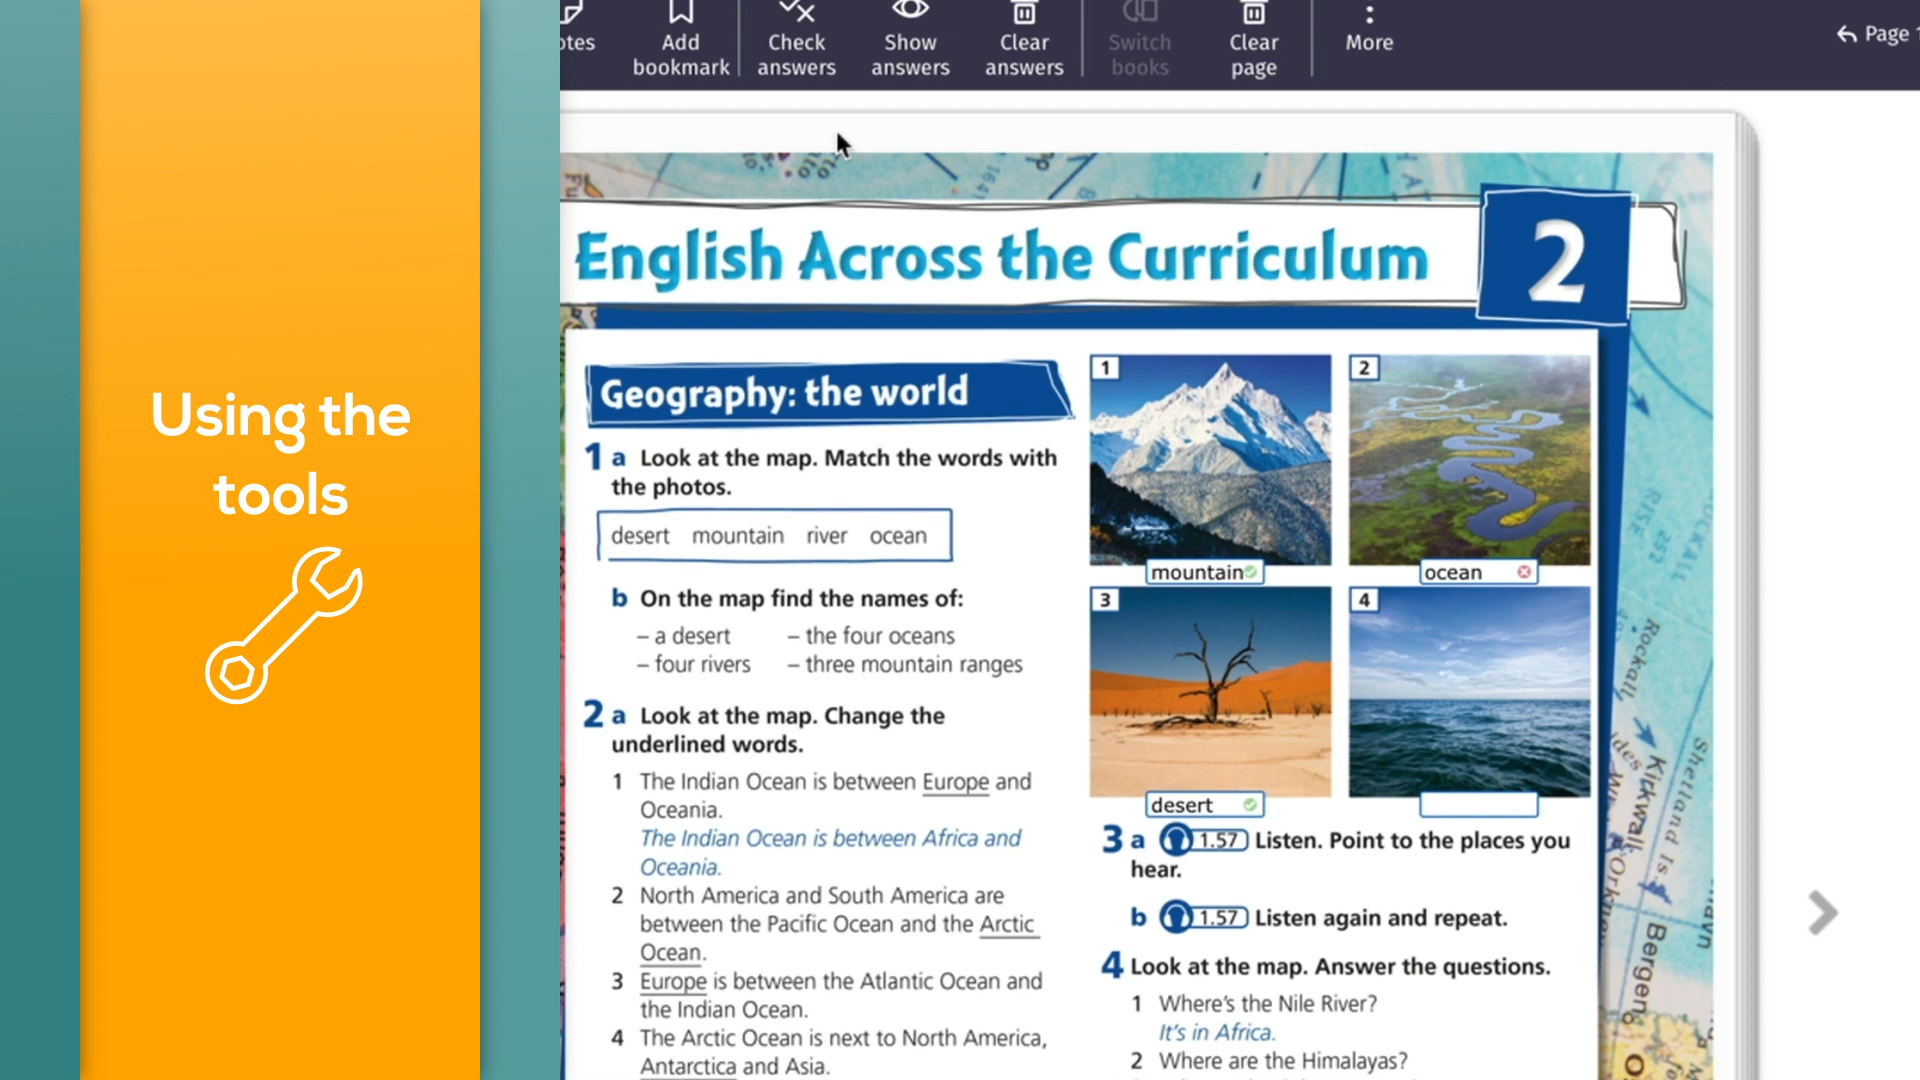 Using the
tools
otes
Add
bookmark
Check
answers
Show
answers
Clear
answers
Switch
books
Clear
page
More
Page
English Across the Curriculum
2
Geography: the world
1 a Look at the map. Match the words with
the photos.
desert mountain river ocean
b On the map find the names of:
– a desert – the four oceans
– four rivers – three mountain ranges
2 a Look at the map. Change the
underlined words.
1 The Indian Ocean is between Europe and
Oceania.
The Indian Ocean is between Africa and
Oceania.
2 North America and South America are
between the Pacific Ocean and the Arctic
Ocean.
3 Europe is between the Atlantic Ocean and
the Indian Ocean.
4 The Arctic Ocean is next to North America,
Antarctica and Asia.
1
2
mountain
ocean
3
4
desert
3 a 1.57 Listen. Point to the places you
hear.
b 1.57 Listen again and repeat.
4 Look at the map. Answer the questions.
1 Where's the Nile River?
It's in Africa.
2 Where are the Himalayas?
Rockall
Kirkwall
Shetland Is.
Bergen